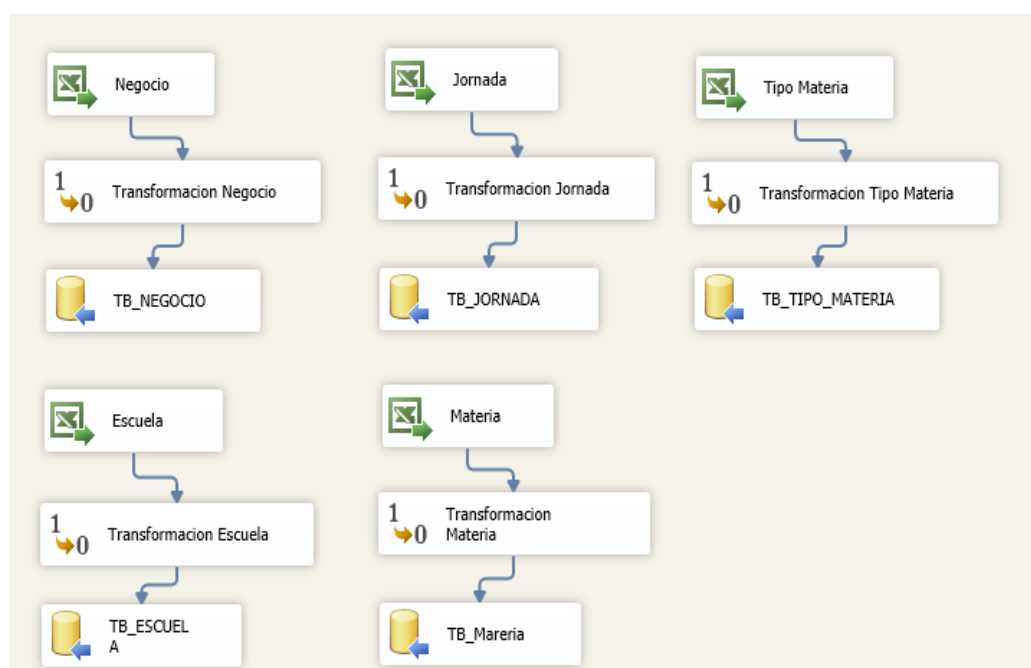 Negocio
Jornada
Tipo Materia
1
0
Transformacion Negocio
1
0
Transformacion Jornada
1
0
Transformacion Tipo Materia
TB_NEGOCIO
TB_JORNADA
TB_TIPO_MATERIA
Escuela
Materia
1
0
Transformacion Escuela
1
0
Transformacion
Materia
TB_ESCUEL
A
TB_Mareria